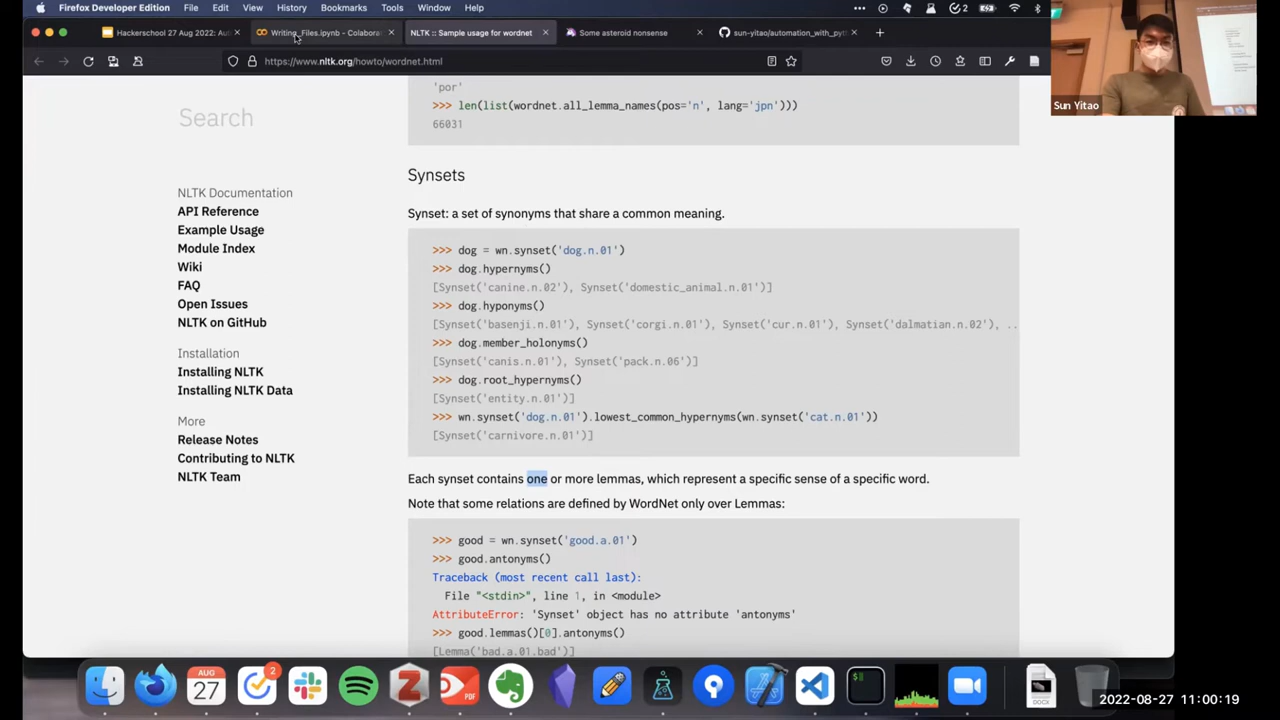 Firefox Developer Edition File Edit View History Bookmarks Tools Window Help
Hackerschool 27 Aug 2022: Au Writing_Files.ipynb - Colabora NLTK :: Sample usage for wordnet Some asteroid nonsense sun-yitao/automation_with_pyt
https://www.nltk.org/howto/wordnet.html
Sun Yitao
Search
NLTK Documentation
API Reference
Example Usage
Module Index
Wiki
FAQ
Open Issues
NLTK on GitHub
Installation
Installing NLTK
Installing NLTK Data
More
Release Notes
Contributing to NLTK
NLTK Team
'por'
>>> len(list(wordnet.all_lemma_names(pos='n', lang='jpn')))
66031
Synsets
Synset: a set of synonyms that share a common meaning.
>>> dog = wn.synset('dog.n.01')
>>> dog.hypernyms()
[Synset('canine.n.02'), Synset('domestic_animal.n.01')]
>>> dog.hyponyms()
[Synset('basenji.n.01'), Synset('corgi.n.01'), Synset('cur.n.01'), Synset('dalmatian.n.02'), ...
>>> dog.member_holonyms()
[Synset('canis.n.01'), Synset('pack.n.06')]
>>> dog.root_hypernyms()
[Synset('entity.n.01')]
>>> wn.synset('dog.n.01').lowest_common_hypernyms(wn.synset('cat.n.01'))
[Synset('carnivore.n.01')]
Each synset contains one or more lemmas, which represent a specific sense of a specific word.
Note that some relations are defined by WordNet only over Lemmas:
>>> good = wn.synset('good.a.01')
>>> good.antonyms()
Traceback (most recent call last):
File "<stdin>", line 1, in <module>
AttributeError: 'Synset' object has no attribute 'antonyms'
>>> good.lemmas()[0].antonyms()
[Lemma('bad.a.01.bad')]
AUG
27
2
PDF
DOCX
2022-08-27 11:00:19